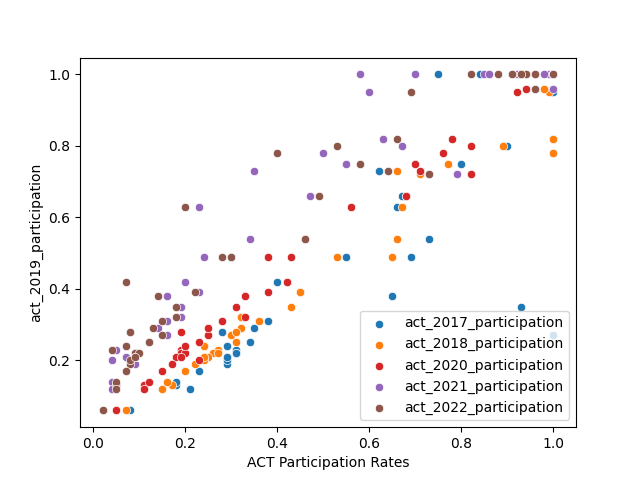 1.0
0.8
0.6
0.4
0.2
act_2019_participation
0.0
0.2
0.4
0.6
0.8
1.0
ACT Participation Rates
act_2017_participation
act_2018_participation
act_2020_participation
act_2021_participation
act_2022_participation